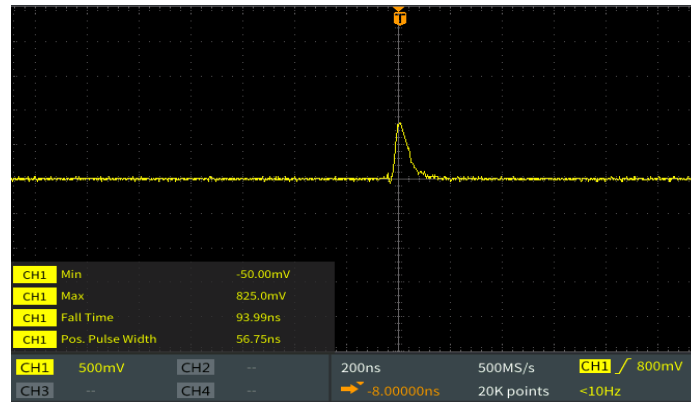 T
CH1 Min -50.00mV
CH1 Max 825.0mV
CH1 Fall Time 93.99ns
CH1 Pos. Pulse Width 56.75ns
CH1 500mV CH2 -- 200ns 500MS/s CH1 800mV
CH3 -- CH4 -- -8.00000ns 20K points <10Hz